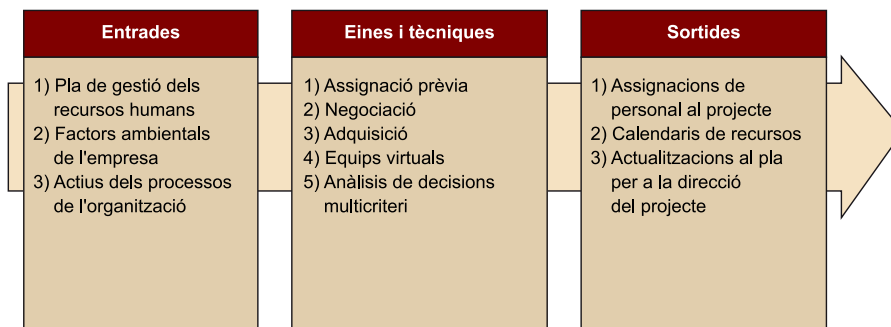 Entrades
1) Pla de gestió dels
recursos humans
2) Factors ambientals
de l'empresa
3) Actius dels processos
de l'organització
Eines i tècniques
1) Assignació prèvia
2) Negociació
3) Adquisició
4) Equips virtuals
5) Anàlisis de decisions
multicriteri
Sortides
1) Assignacions de
personal al projecte
2) Calendaris de recursos
3) Actualitzacions al pla
per a la direcció
del projecte